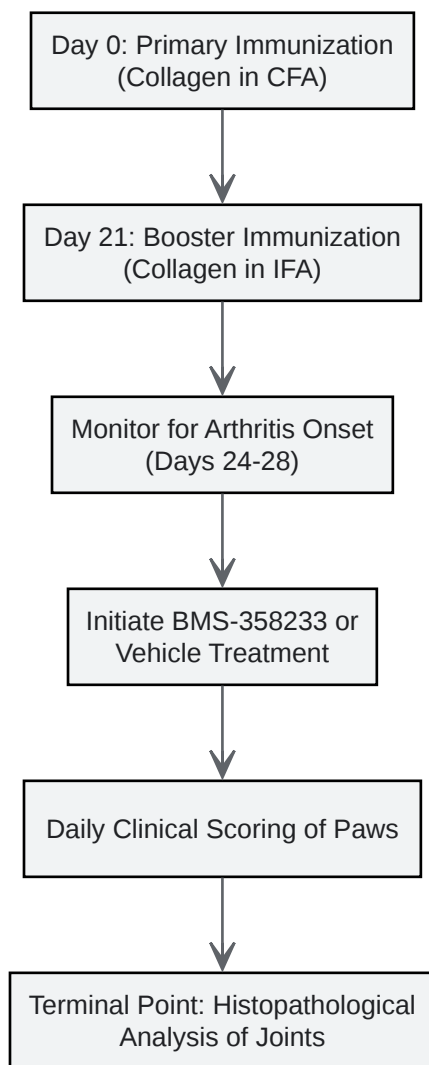 Day 0: Primary Immunization
(Collagen in CFA)
Day 21: Booster Immunization
(Collagen in IFA)
Monitor for Arthritis Onset
(Days 24-28)
Initiate BMS-358233 or
Vehicle Treatment
Daily Clinical Scoring of Paws
Terminal Point: Histopathological
Analysis of Joints